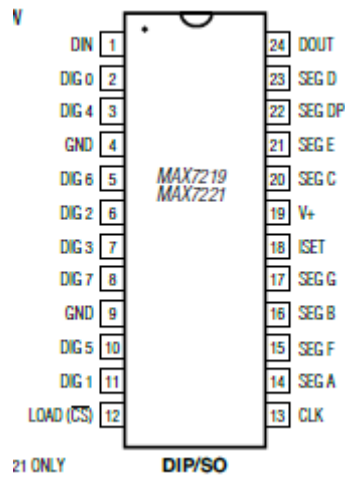 W
DIN 1 24 DOUT
DIG 0 2 23 SEG D
DIG 4 3 22 SEG DP
GND 4 21 SEG E
DIG 6 5 MAX7219 20 SEG C
MAX7221
DIG 2 6 19 V+
DIG 3 7 18 ISET
DIG 7 8 17 SEG G
GND 9 16 SEG B
DIG 5 10 15 SEG F
DIG 1 11 14 SEG A
LOAD (C̅S̅) 12 13 CLK
21 ONLY DIP/SO